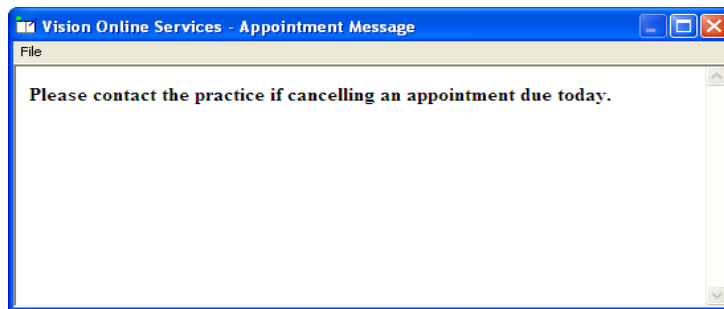 Vision Online Services - Appointment Message
File
Please contact the practice if cancelling an appointment due today.